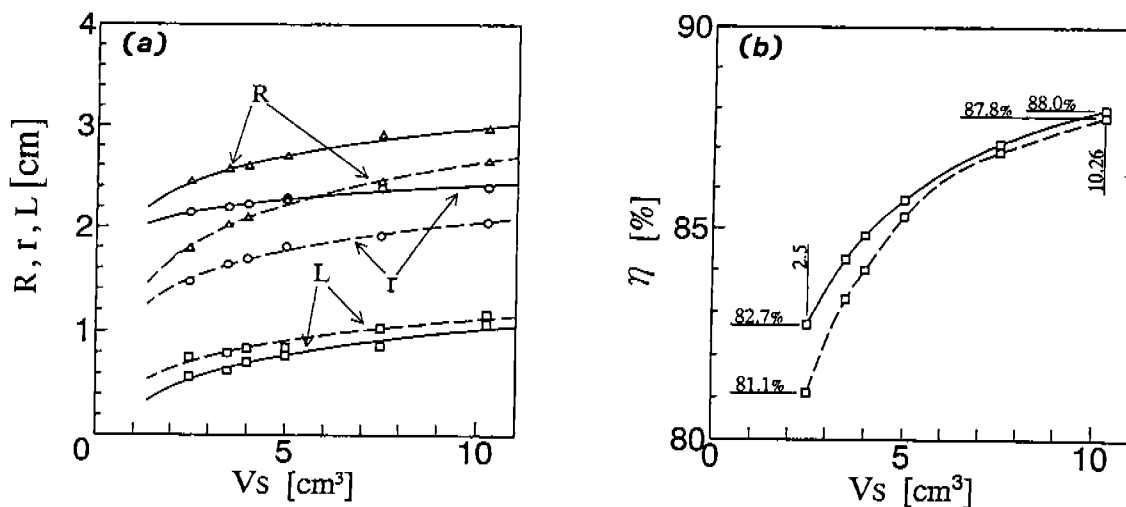 (a)
4
3
2
1
0
5
10
R, r, L [cm]
Vs [cm³]
R
r
L
(b)
90
85
80
0
5
10
η [%]
Vs [cm³]
87.8%
88.0%
10.26
2.5
82.7%
81.1%